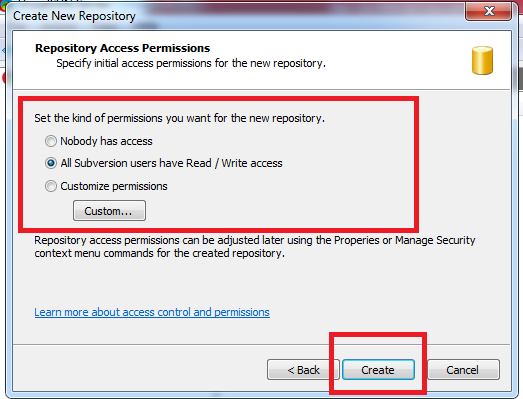 Create New Repository
Repository Access Permissions
Specify initial access permissions for the new repository.
Set the kind of permissions you want for the new repository.
Nobody has access
All Subversion users have Read / Write access
Customize permissions
Custom...
Repository access permissions can be adjusted later using the Properies or Manage Security
context menu commands for the created repository.
Learn more about access control and permissions
< Back
Create
Cancel